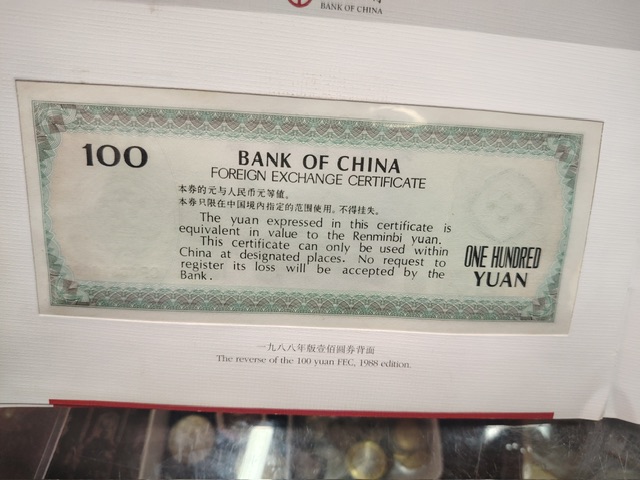 BANK OF CHINA
100
BANK OF CHINA
FOREIGN EXCHANGE CERTIFICATE
本券的元与人民币元等值。
本券只限在中国境内指定的范围使用。不得挂失。
The yuan expressed in this certificate is
equivalent in value to the Renminbi yuan.
This certificate can only be used within
China at designated places. No request to
register its loss will be accepted by the
Bank.
ONE HUNDRED
YUAN
一九八八年版壹佰圆券背面
The reverse of the 100 yuan FEC, 1988 edition.